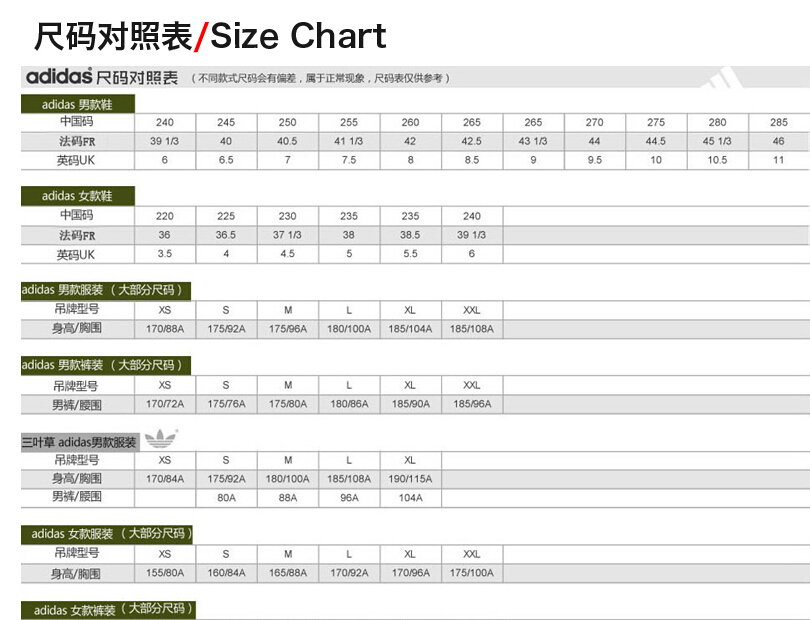 尺码对照表/Size Chart
adidas 尺码对照表 （不同款式尺码会有偏差，属于正常现象，尺码表仅供参考）
adidas 男款鞋
中国码 240 245 250 255 260 265 265 270 275 280 285
法码FR 39 1/3 40 40.5 41 1/3 42 42.5 43 1/3 44 44.5 45 1/3 46
英码UK 6 6.5 7 7.5 8 8.5 9 9.5 10 10.5 11
adidas 女款鞋
中国码 220 225 230 235 235 240
法码FR 36 36.5 37 1/3 38 38.5 39 1/3
英码UK 3.5 4 4.5 5 5.5 6
adidas 男款服装 （大部分尺码）
吊牌型号 XS S M L XL XXL
身高/胸围 170/88A 175/92A 175/96A 180/100A 185/104A 185/108A
adidas 男款裤装 （大部分尺码）
吊牌型号 XS S M L XL XXL
男裤/腰围 170/72A 175/76A 175/80A 180/86A 185/90A 185/96A
三叶草 adidas男款服装
吊牌型号 XS S M L XL
身高/胸围 170/84A 175/92A 180/100A 185/108A 190/115A
男裤/腰围 80A 88A 96A 104A
adidas 女款服装 （大部分尺码）
吊牌型号 XS S M L XL XXL
身高/胸围 155/80A 160/84A 165/88A 170/92A 170/96A 175/100A
adidas 女款裤装 （大部分尺码）